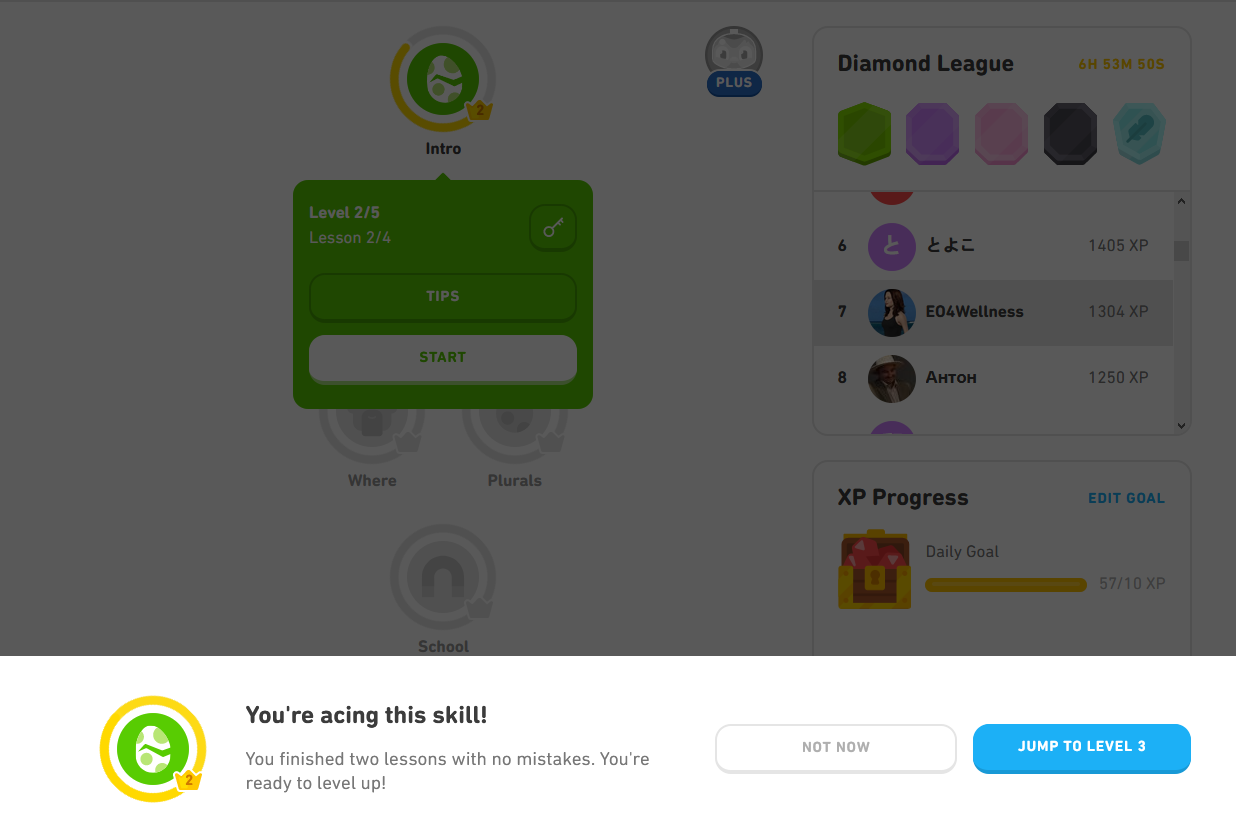 2
Intro
Level 2/5
Lesson 2/4
TIPS
START
Where
Plurals
School
PLUS
Diamond League
6H 53M 50S
6
と
とよこ
1405 XP
7
EO4Wellness
1304 XP
8
Антон
1250 XP
XP Progress
EDIT GOAL
Daily Goal
57/10 XP
2
You're acing this skill!
You finished two lessons with no mistakes. You're
ready to level up!
NOT NOW
JUMP TO LEVEL 3